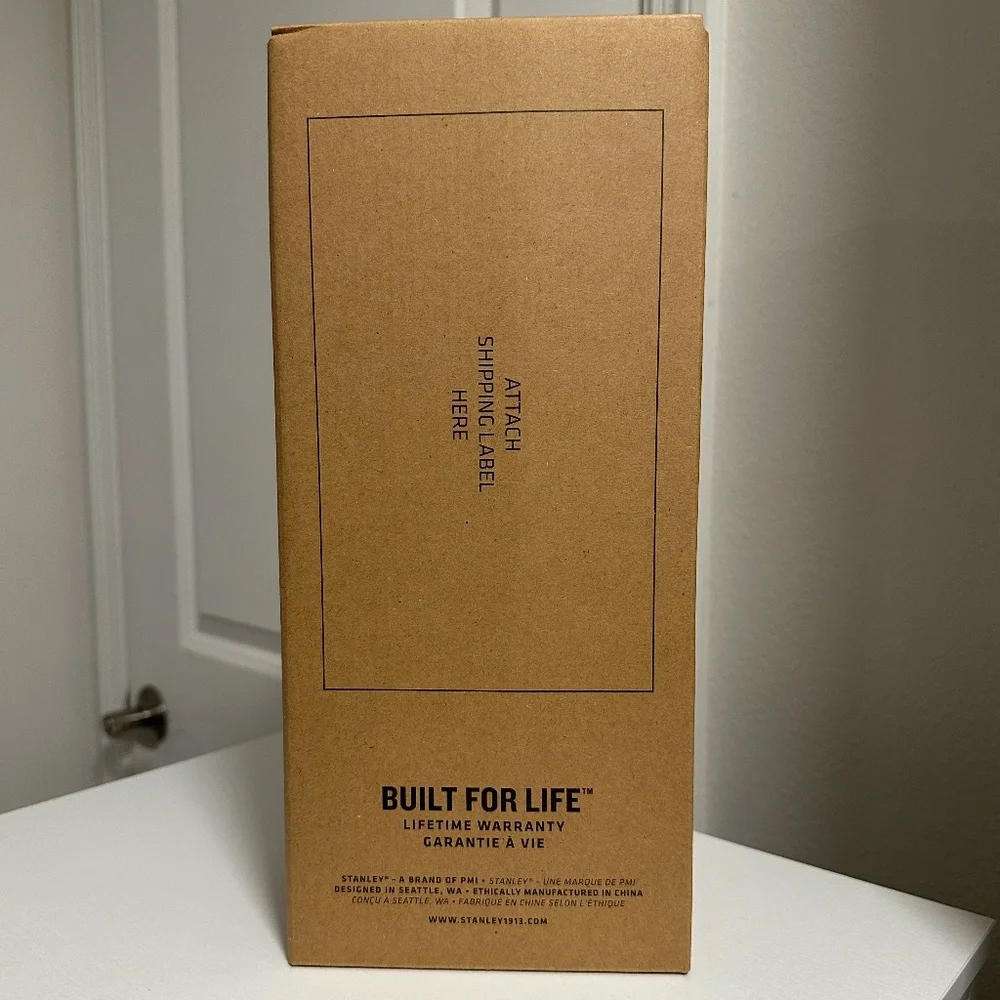 ATTACH
SHIPPING LABEL
HERE
BUILT FOR LIFE™
LIFETIME WARRANTY
GARANTIE À VIE
STANLEY® – A BRAND OF PMI • STANLEY® – UNE MARQUE DE PMI
DESIGNED IN SEATTLE, WA • ETHICALLY MANUFACTURED IN CHINA
CONÇU À SEATTLE, WA • FABRIQUÉ EN CHINE SELON L'ÉTHIQUE
WWW.STANLEY1913.COM